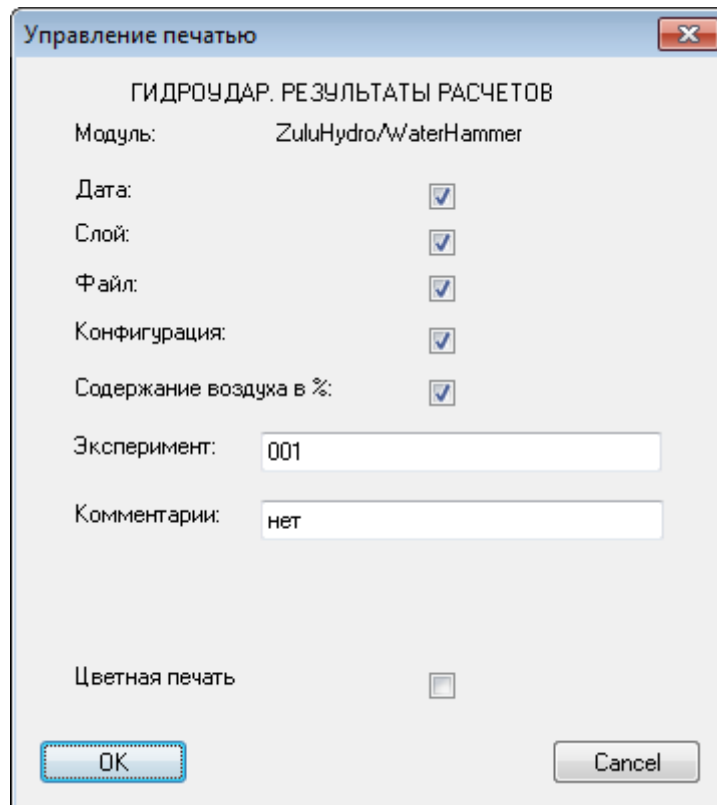 Управление печатью
ГИДРОУДАР. РЕЗУЛЬТАТЫ РАСЧЕТОВ
Модуль: ZuluHydro/WaterHammer
Дата:
Слой:
Файл:
Конфигурация:
Содержание воздуха в %:
Эксперимент: 001
Комментарии: нет
Цветная печать
OK Cancel